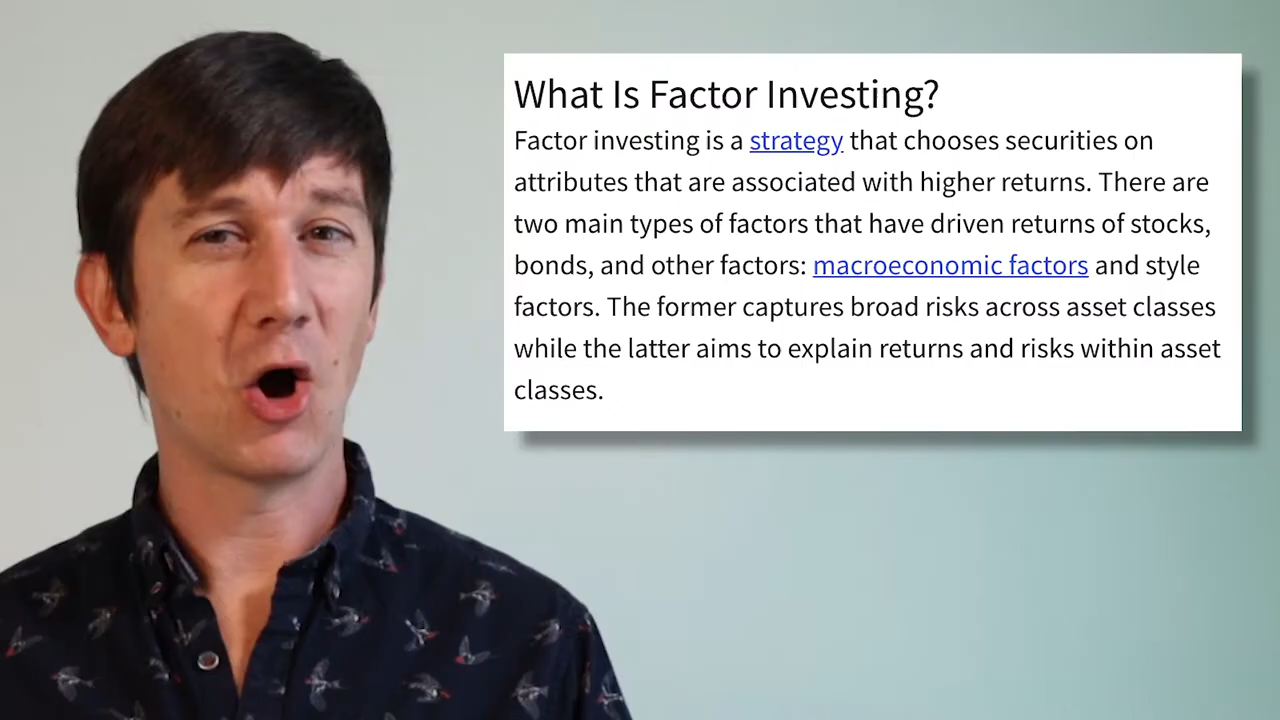 What Is Factor Investing?
Factor investing is a strategy that chooses securities on
attributes that are associated with higher returns. There are
two main types of factors that have driven returns of stocks,
bonds, and other factors: macroeconomic factors and style
factors. The former captures broad risks across asset classes
while the latter aims to explain returns and risks within asset
classes.